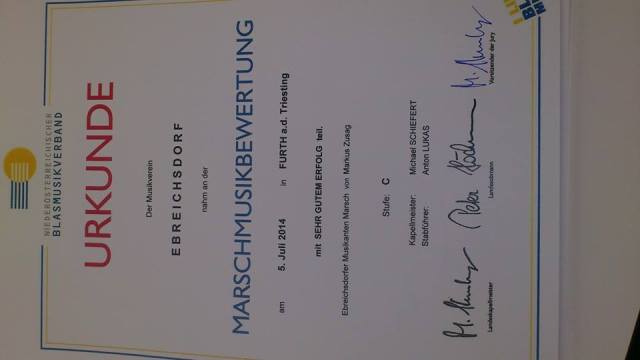 NIEDERÖSTERREICHISCHER
BLASMUSIKVERBAND
URKUNDE
Der Musikverein
EBREICHSDORF
nahm an der
MARSCHMUSIKBEWERTUNG
am 5. Juli 2014 in FURTH a.d. Triesting
mit SEHR GUTEM ERFOLG teil.
Ebreichsdorfer Musikanten Marsch von Markus Zusag
Stufe: C
Kapellmeister: Michael SCHIEFERT
Stabführer: Anton LUKAS
Landeskapellmeister
Landesobmann
Vorsitzender der Jury